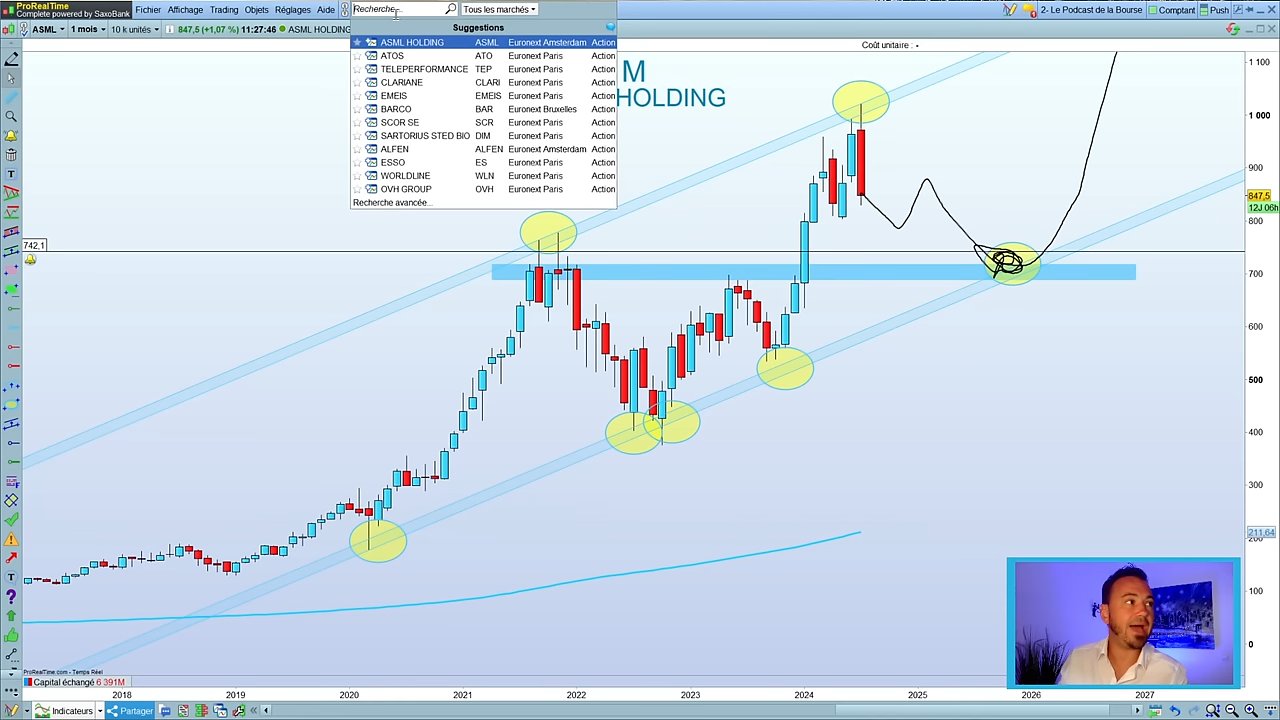 ProRealTime
Complete powered by SaxoBank
Fichier Affichage Trading Objets Réglages Aide
Recherche...
Tous les marchés
2- Le Podcast de la Bourse
Comptant
Push
ASML
1 mois
10 k unités
847,5 (+1,07 %) 11:27:46
ASML HOLDING
Suggestions
ASML HOLDING ASML Euronext Amsterdam Action
ATOS ATO Euronext Paris Action
TELEPERFORMANCE TEP Euronext Paris Action
CLARIANE CLARI Euronext Paris Action
EMEIS EMEIS Euronext Paris Action
BARCO BAR Euronext Bruxelles Action
SCOR SE SCR Euronext Paris Action
SARTORIUS STED BIO DIM Euronext Paris Action
ALFEN ALFEN Euronext Amsterdam Action
ESSO ES Euronext Paris Action
WORLDLINE WLN Euronext Paris Action
OVH GROUP OVH Euronext Paris Action
Recherche avancée...
Coût unitaire : -
M
HOLDING
1 100
1 000
900
847,5
12J 06h
800
742,1
700
600
500
400
300
211,64
200
100
0
ProRealTime.com - Temps Réel
Capital échangé 6 391M
2018 2019 2020 2021 2022 2023 2024 2025 2026 2027
Indicateurs
Partager